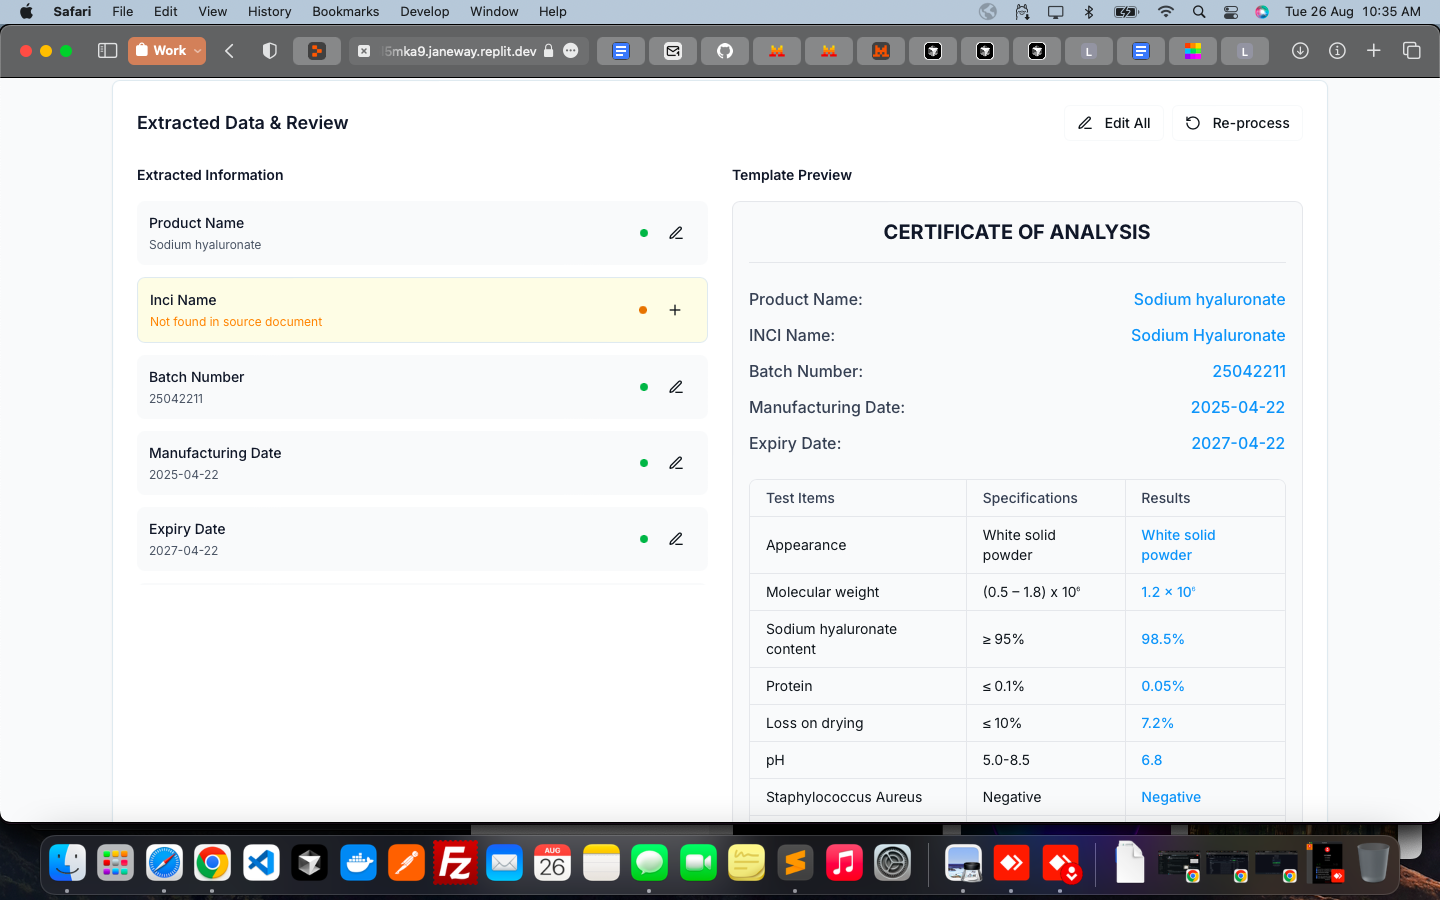 Safari File Edit View History Bookmarks Develop Window Help Tue 26 Aug 10:35 AM
Work
i5mka9.janeway.replit.dev
L
L
Extracted Data & Review
Edit All
Re-process
Extracted Information
Product Name
Sodium hyaluronate
Inci Name
Not found in source document
Batch Number
25042211
Manufacturing Date
2025-04-22
Expiry Date
2027-04-22
Template Preview
CERTIFICATE OF ANALYSIS
Product Name: Sodium hyaluronate
INCI Name: Sodium Hyaluronate
Batch Number: 25042211
Manufacturing Date: 2025-04-22
Expiry Date: 2027-04-22
Test Items Specifications Results
Appearance White solid powder White solid powder
Molecular weight (0.5 – 1.8) x 10⁶ 1.2 × 10⁶
Sodium hyaluronate content ≥ 95% 98.5%
Protein ≤ 0.1% 0.05%
Loss on drying ≤ 10% 7.2%
pH 5.0-8.5 6.8
Staphylococcus Aureus Negative Negative
Fz
AUG
26